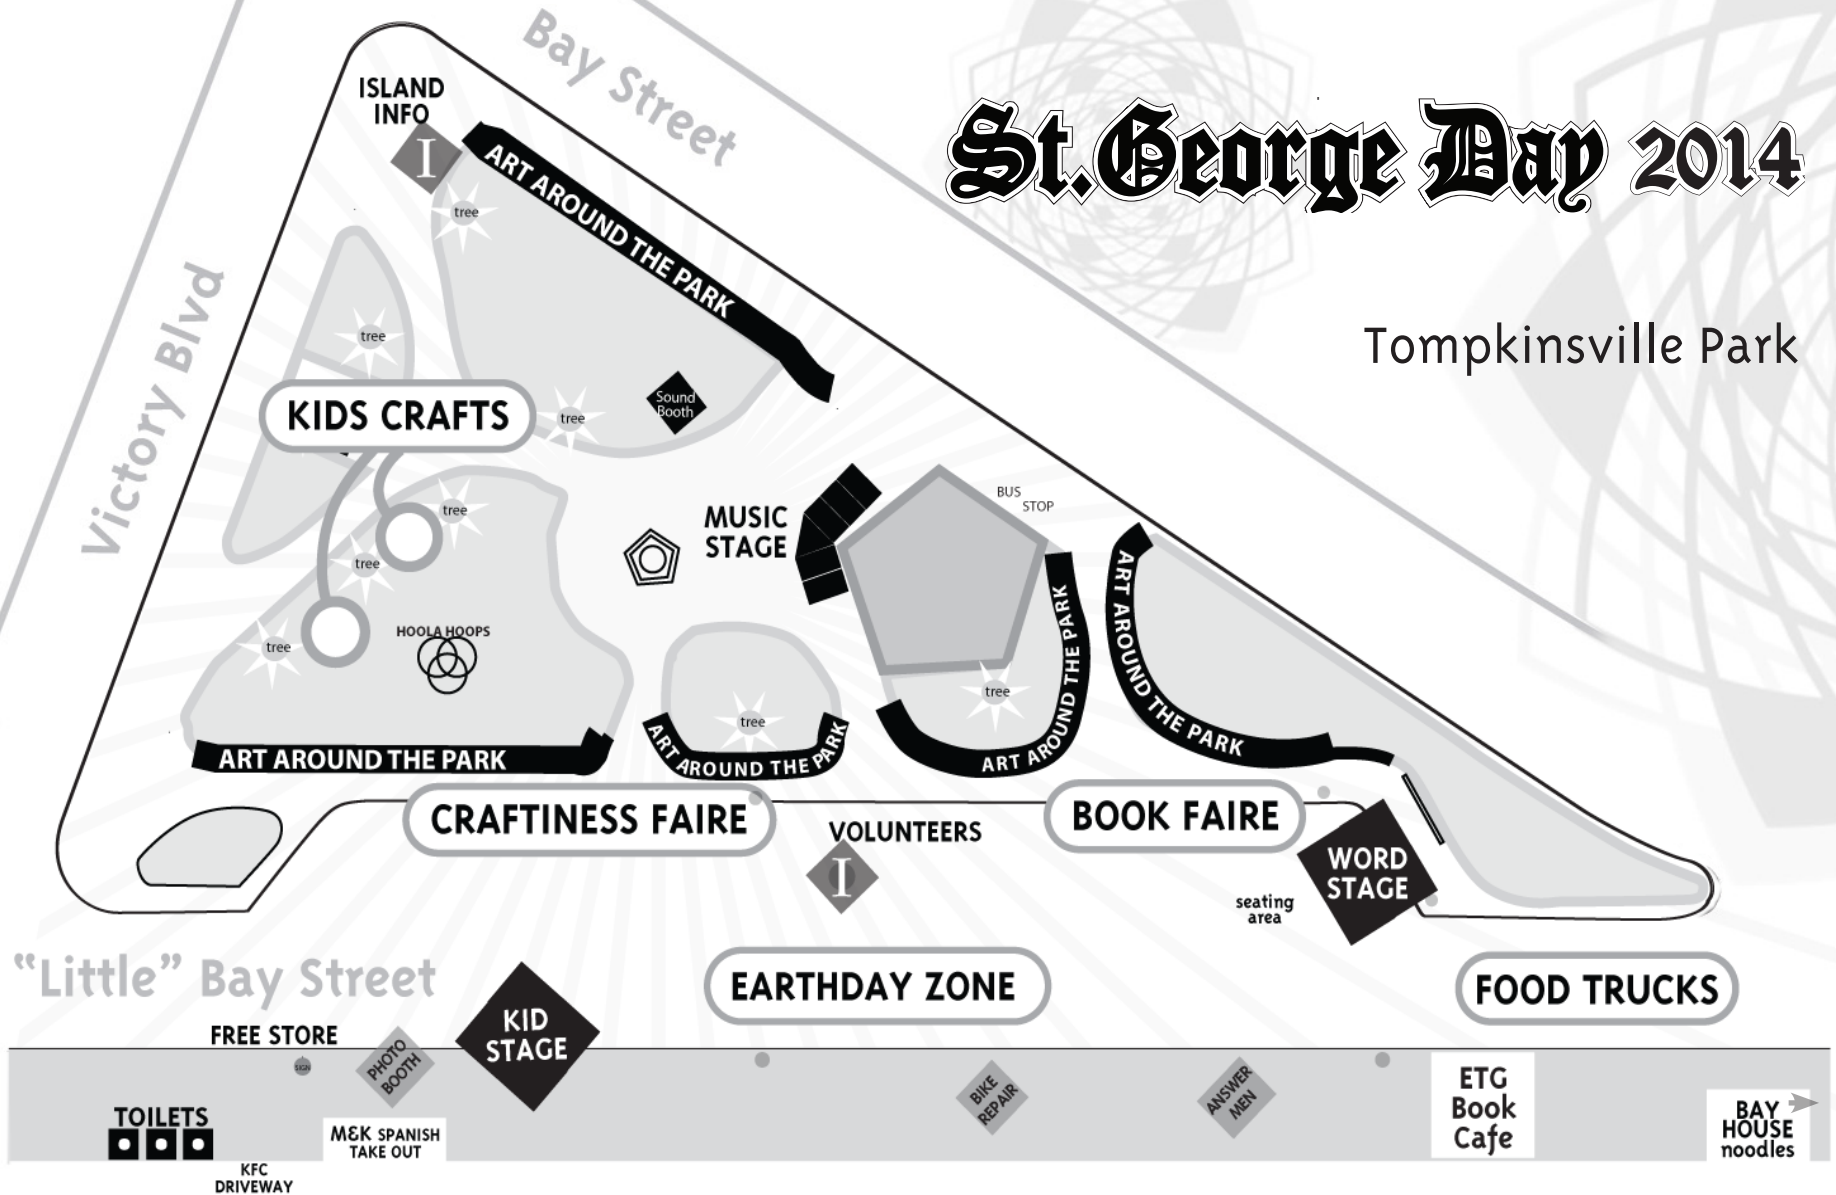 Bay Street
ISLAND
INFO
I
St. George Day 2014
Tompkinsville Park
ART AROUND THE PARK
tree
Victory Blvd
tree
KIDS CRAFTS
tree
Sound
Booth
tree
tree
tree
HOOLA HOOPS
MUSIC
STAGE
BUS
STOP
tree
tree
ART AROUND THE PARK
ART AROUND THE PARK
ART AROUND THE PARK
ART AROUND THE PARK
CRAFTINESS FAIRE
VOLUNTEERS
I
BOOK FAIRE
WORD
STAGE
seating
area
"Little" Bay Street
EARTHDAY ZONE
FOOD TRUCKS
FREE STORE
SIGN
PHOTO
BOOTH
KID
STAGE
BIKE
REPAIR
ANSWER
MEN
ETG
Book
Cafe
BAY
HOUSE
noodles
TOILETS
M&K SPANISH
TAKE OUT
KFC
DRIVEWAY